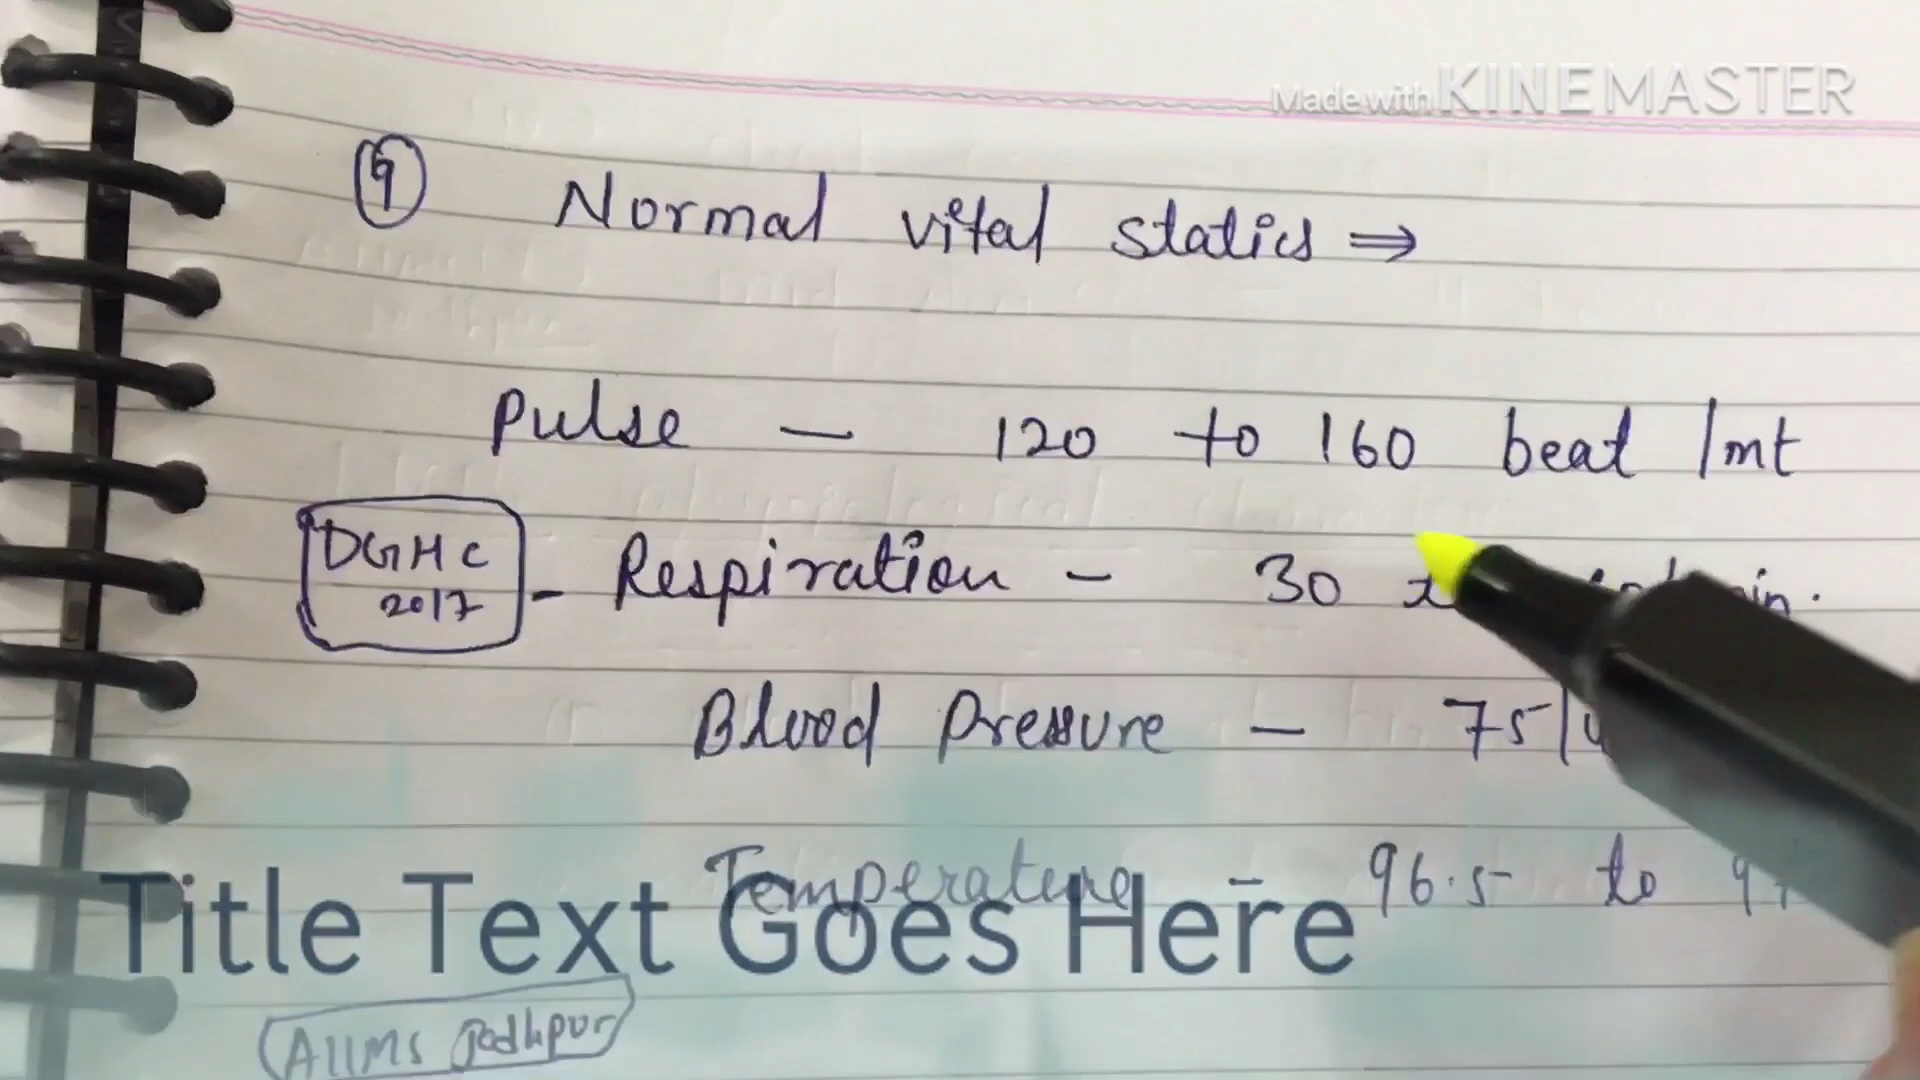 Made with KINEMASTER
9 Normal vital statics ⇒
Pulse — 120 to 160 beat /mt
DGHC 2017 - Respiration - 30
Blood Pressure — 75/
Temperature - 96.5 to
Title Text Goes Here
AIIMS Jodhpur